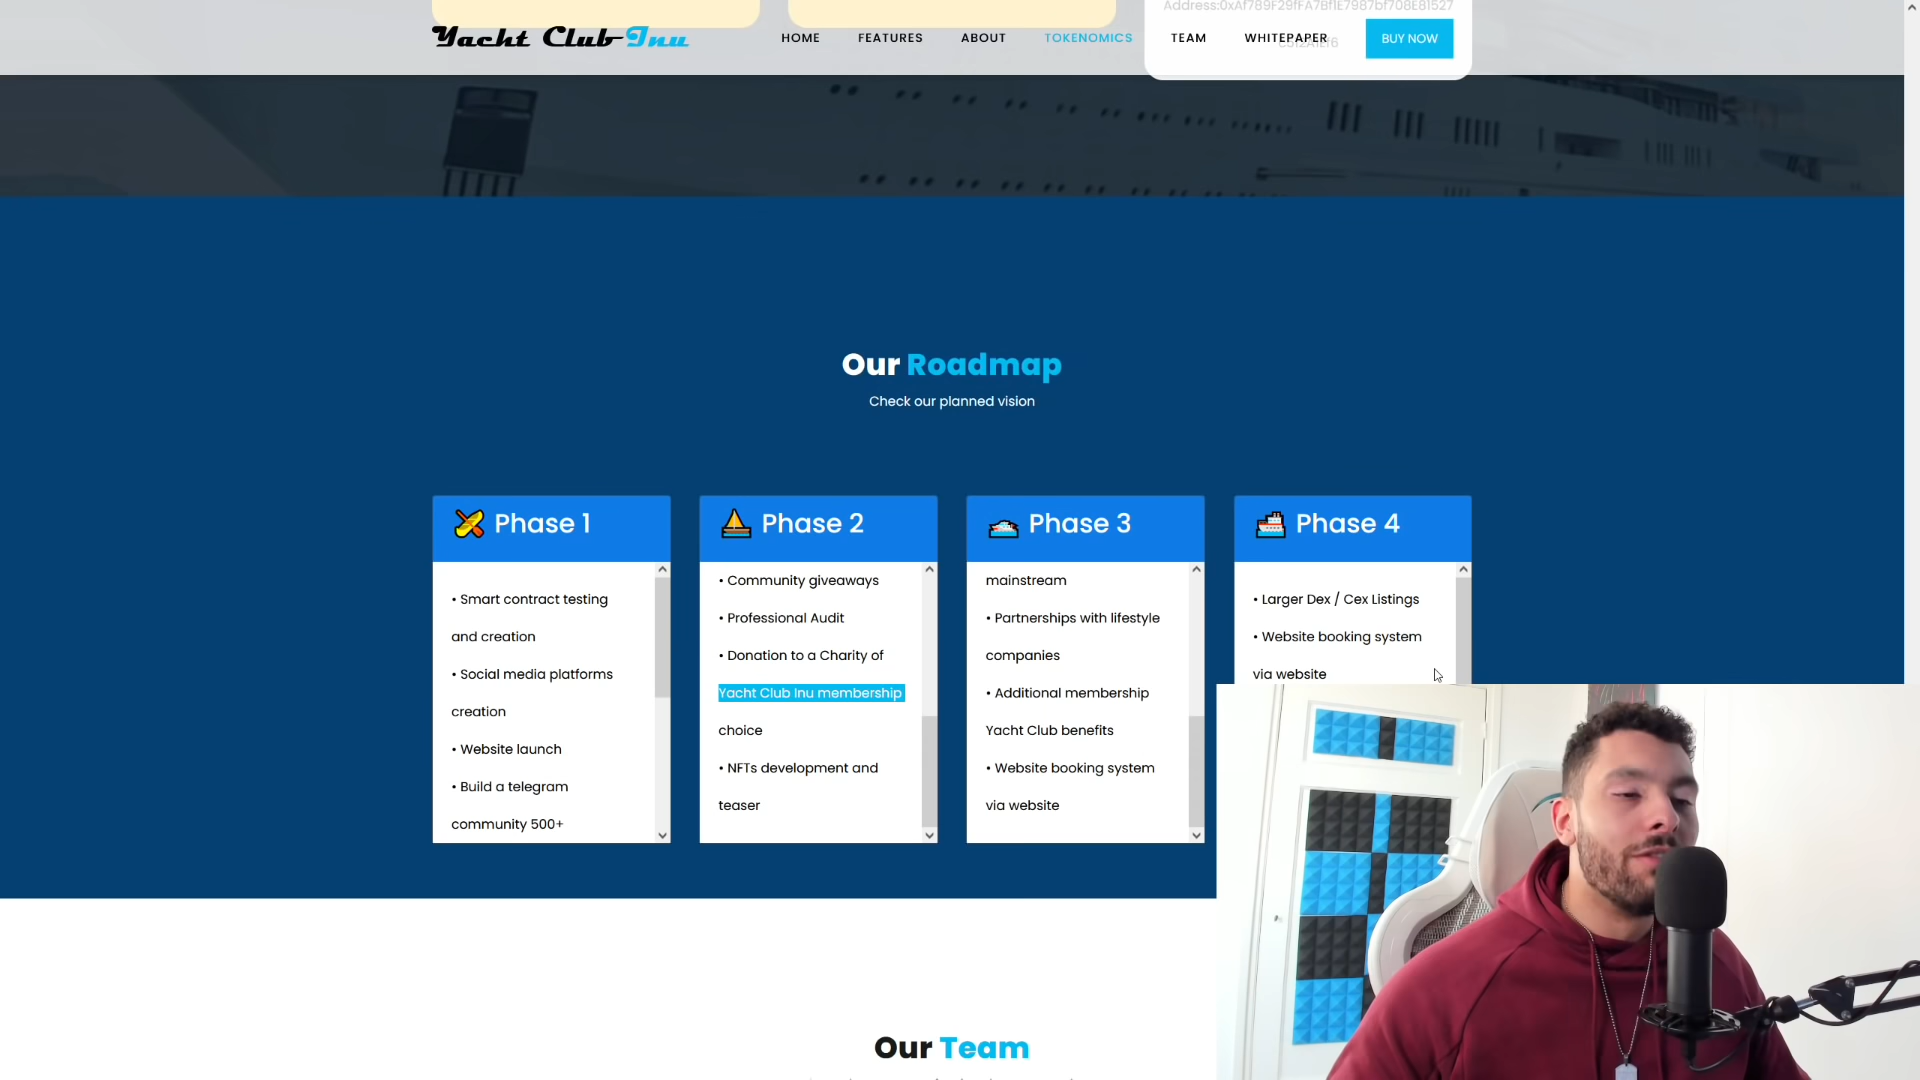 Address:0xAf789F29fFA7Bf1E7987bf708E81527
Yacht Club Inu
HOME FEATURES ABOUT TOKENOMICS TEAM WHITEPAPER BUY NOW
Our Roadmap
Check our planned vision
Phase 1
• Smart contract testing
and creation
• Social media platforms
creation
• Website launch
• Build a telegram
community 500+
Phase 2
• Community giveaways
• Professional Audit
• Donation to a Charity of
Yacht Club Inu membership
choice
• NFTs development and
teaser
Phase 3
mainstream
• Partnerships with lifestyle
companies
• Additional membership
Yacht Club benefits
• Website booking system
via website
Phase 4
• Larger Dex / Cex Listings
• Website booking system
via website
Our Team